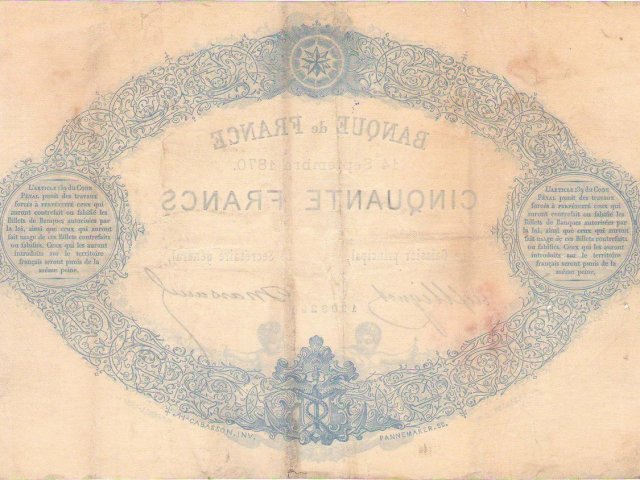 BANQUE de FRANCE
14 Septembre 1870.
CINQUANTE FRANCS
Caissier principal
Secrétaire général
L'ARTICLE 139 DU CODE
PÉNAL punit des travaux
forcés à PERPÉTUITÉ ceux qui
auront contrefait ou falsifié les
Billets de Banques autorisées par
la loi, ainsi que ceux qui auront
fait usage de ces Billets contrefaits
ou falsifiés. Ceux qui les auront
introduits sur le territoire
français seront punis de la
même peine.
L'ARTICLE 139 DU CODE
PÉNAL punit des travaux
forcés à PERPÉTUITÉ ceux qui
auront contrefait ou falsifié les
Billets de Banques autorisées par
la loi, ainsi que ceux qui auront
fait usage de ces Billets contrefaits
ou falsifiés. Ceux qui les auront
introduits sur le territoire
français seront punis de la
même peine.
CABASSON, INV.
PANNEMAKER, SC.